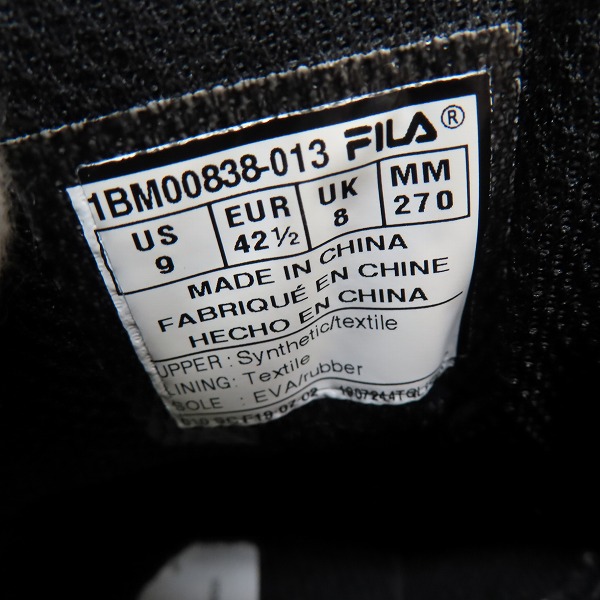 1BM00838-013 FILA®
US EUR UK MM
9 42½ 8 270
MADE IN CHINA
FABRIQUÉ EN CHINE
HECHO EN CHINA
UPPER: Synthetic/textile
LINING: Textile
SOLE: EVA/rubber